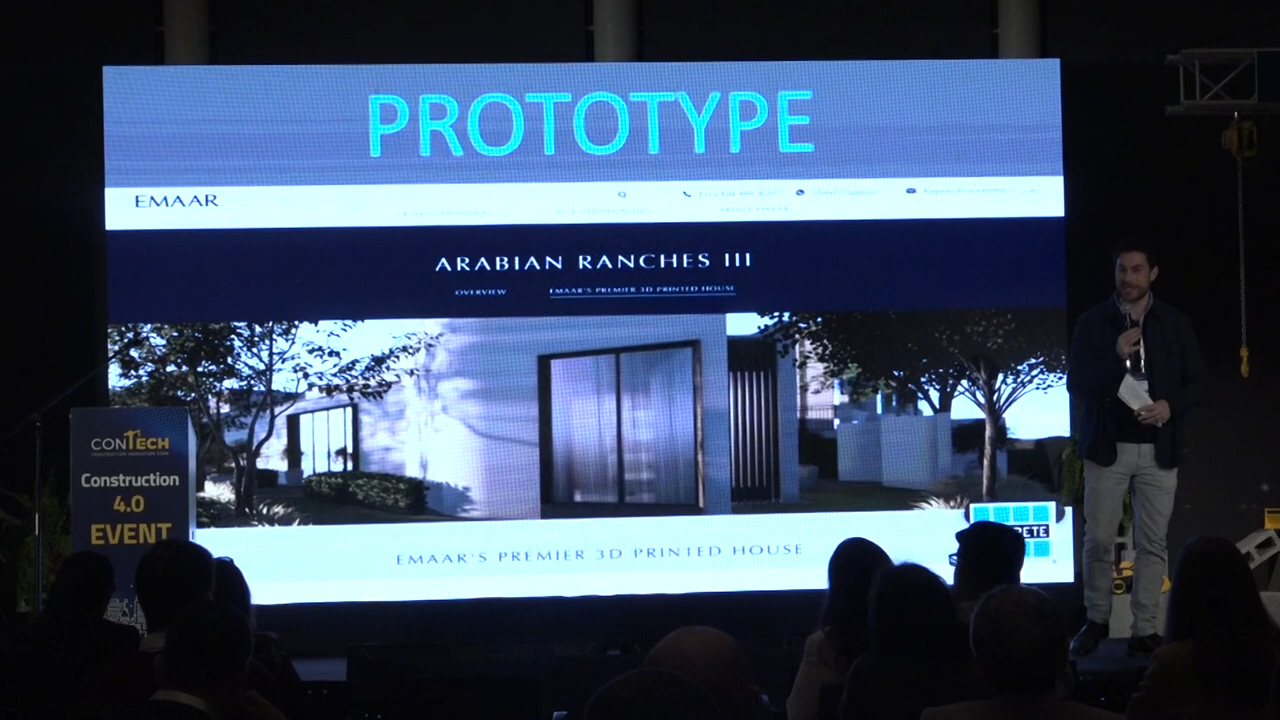 PROTOTYPE
EMAAR
ARABIAN RANCHES III
OVERVIEW
EMAAR'S PREMIER 3D PRINTED HOUSE
EMAAR'S PREMIER 3D PRINTED HOUSE
CONTECH
Construction
4.0
EVENT